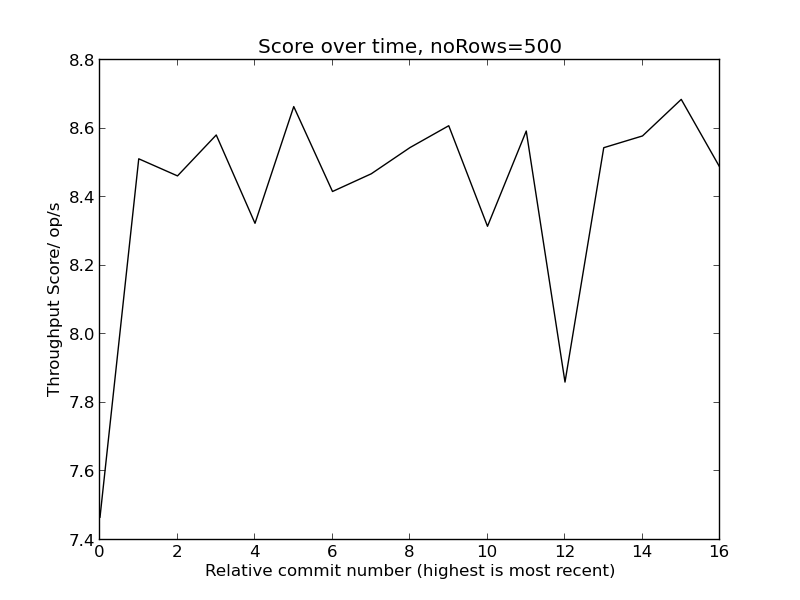 Score over time, noRows=500
8.8
8.6
8.4
8.2
8.0
7.8
7.6
7.4
Throughput Score/ op/s
0 2 4 6 8 10 12 14 16
Relative commit number (highest is most recent)